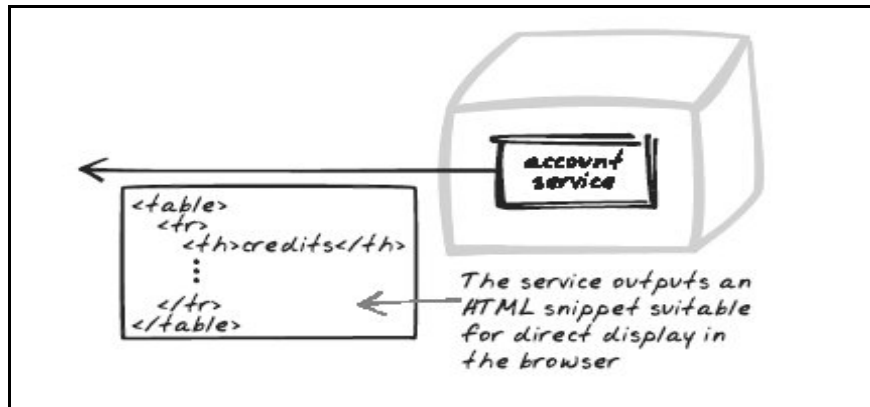 account
service
<table>
<tr>
<th>credits</th>
</tr>
</table>
The service outputs an
HTML snippet suitable
for direct display in
the browser